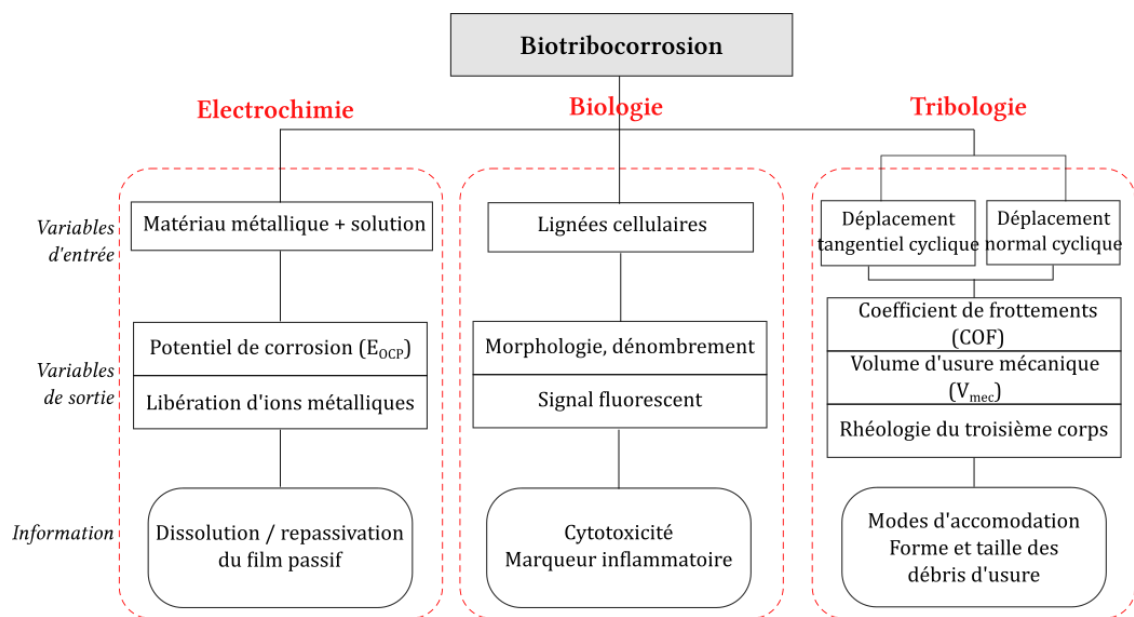 Biotribocorrosion
Electrochimie
Biologie
Tribologie
Variables
d'entrée
Matériau métallique + solution
Lignées cellulaires
Déplacement
tangentiel cyclique
Déplacement
normal cyclique
Variables
de sortie
Potentiel de corrosion (E_OCP)
Libération d'ions métalliques
Morphologie, dénombrement
Signal fluorescent
Coefficient de frottements
(COF)
Volume d'usure mécanique
(V_mec)
Rhéologie du troisième corps
Information
Dissolution / repassivation
du film passif
Cytotoxicité
Marqueur inflammatoire
Modes d'accomodation
Forme et taille des
débris d'usure